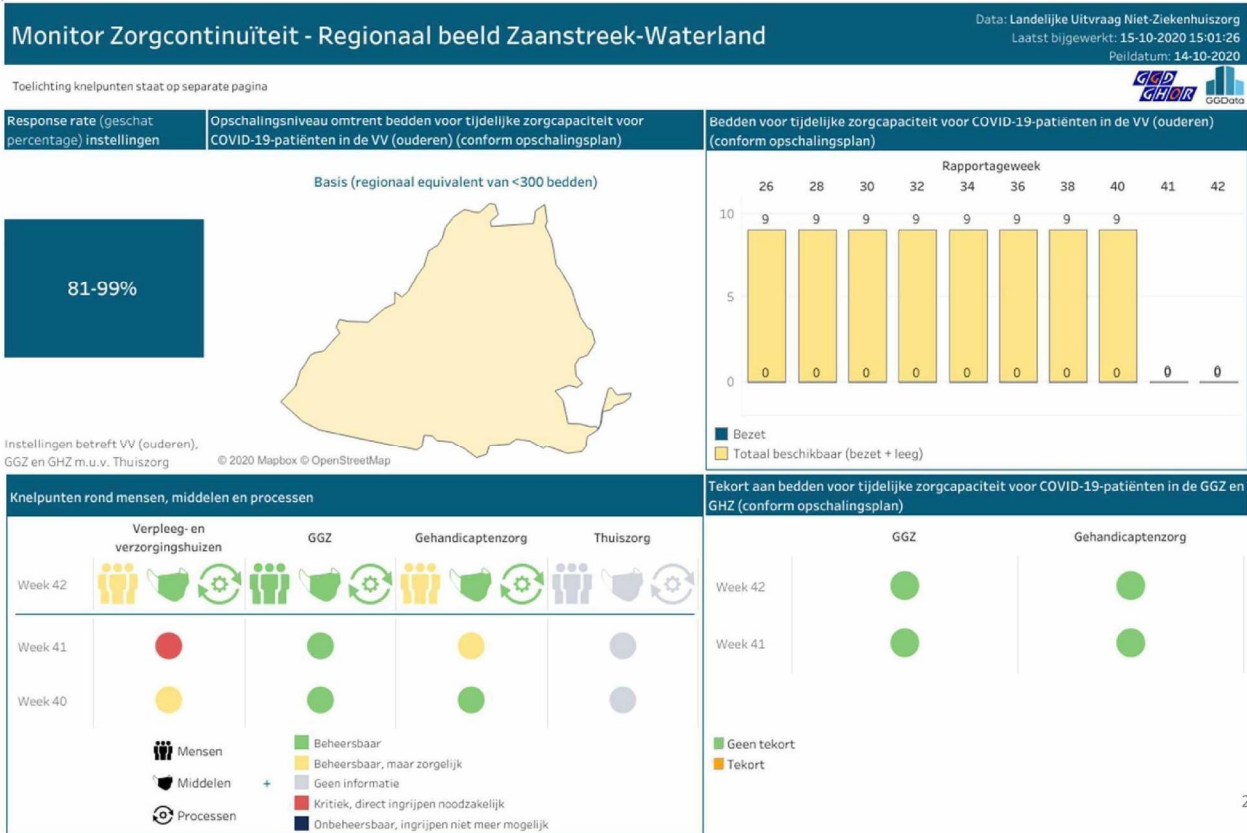 Monitor Zorgcontinuïteit - Regionaal beeld Zaanstreek-Waterland
Data: Landelijke Uitvraag Niet-Ziekenhuiszorg
Laatst bijgewerkt: 15-10-2020 15:01:26
Peildatum: 14-10-2020
Toelichting knelpunten staat op separate pagina
GGD
GHOR
GGData
Response rate (geschat
percentage) instellingen
81-99%
Instellingen betreft VV (ouderen),
GGZ en GHZ m.u.v. Thuiszorg
Opschalingsniveau omtrent bedden voor tijdelijke zorgcapaciteit voor
COVID-19-patiënten in de VV (ouderen) (conform opschalingsplan)
Basis (regionaal equivalent van <300 bedden)
© 2020 Mapbox © OpenStreetMap
Bedden voor tijdelijke zorgcapaciteit voor COVID-19-patiënten in de VV (ouderen)
(conform opschalingsplan)
Rapportageweek
26 28 30 32 34 36 38 40 41 42
10
9 9 9 9 9 9 9 9
5
0 0 0 0 0 0 0 0 0 0 0
Bezet
Totaal beschikbaar (bezet + leeg)
Knelpunten rond mensen, middelen en processen
Verpleeg- en
verzorgingshuizen
GGZ
Gehandicaptenzorg
Thuiszorg
Week 42
Week 41
Week 40
Mensen
Middelen
Processen
+
Beheersbaar
Beheersbaar, maar zorgelijk
Geen informatie
Kritiek, direct ingrijpen noodzakelijk
Onbeheersbaar, ingrijpen niet meer mogelijk
Tekort aan bedden voor tijdelijke zorgcapaciteit voor COVID-19-patiënten in de GGZ en
GHZ (conform opschalingsplan)
GGZ
Gehandicaptenzorg
Week 42
Week 41
Geen tekort
Tekort
2